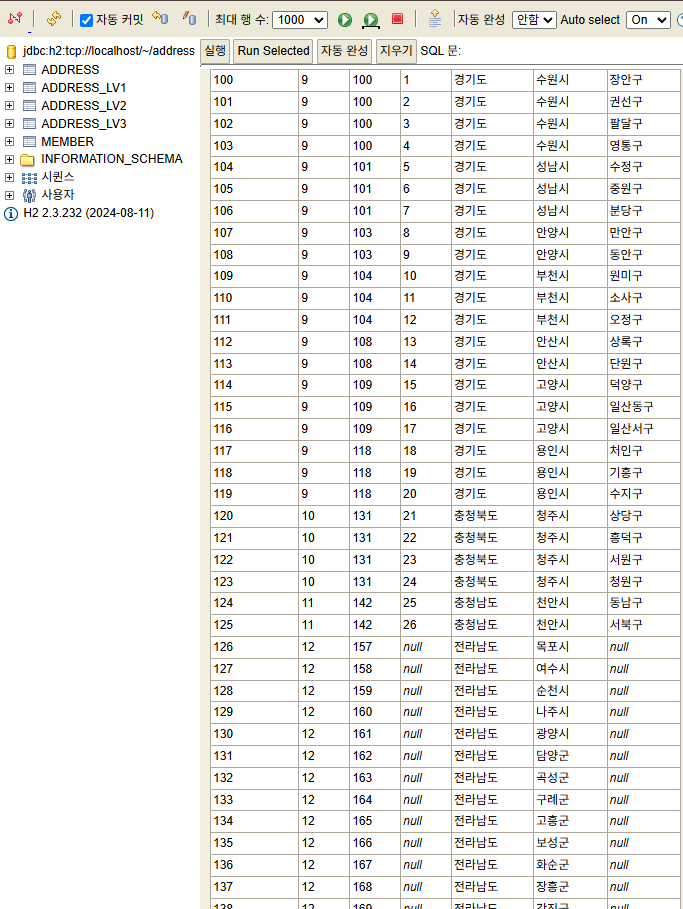 자동 커밋 최대 행 수: 1000 자동 완성 안함 Auto select On
jdbc:h2:tcp://localhost/~/address
ADDRESS
ADDRESS_LV1
ADDRESS_LV2
ADDRESS_LV3
MEMBER
INFORMATION_SCHEMA
시퀀스
사용자
H2 2.3.232 (2024-08-11)
실행 Run Selected 자동 완성 지우기 SQL 문:
100 9 100 1 경기도 수원시 장안구
101 9 100 2 경기도 수원시 권선구
102 9 100 3 경기도 수원시 팔달구
103 9 100 4 경기도 수원시 영통구
104 9 101 5 경기도 성남시 수정구
105 9 101 6 경기도 성남시 중원구
106 9 101 7 경기도 성남시 분당구
107 9 103 8 경기도 안양시 만안구
108 9 103 9 경기도 안양시 동안구
109 9 104 10 경기도 부천시 원미구
110 9 104 11 경기도 부천시 소사구
111 9 104 12 경기도 부천시 오정구
112 9 108 13 경기도 안산시 상록구
113 9 108 14 경기도 안산시 단원구
114 9 109 15 경기도 고양시 덕양구
115 9 109 16 경기도 고양시 일산동구
116 9 109 17 경기도 고양시 일산서구
117 9 118 18 경기도 용인시 처인구
118 9 118 19 경기도 용인시 기흥구
119 9 118 20 경기도 용인시 수지구
120 10 131 21 충청북도 청주시 상당구
121 10 131 22 충청북도 청주시 흥덕구
122 10 131 23 충청북도 청주시 서원구
123 10 131 24 충청북도 청주시 청원구
124 11 142 25 충청남도 천안시 동남구
125 11 142 26 충청남도 천안시 서북구
126 12 157 null 전라남도 목포시 null
127 12 158 null 전라남도 여수시 null
128 12 159 null 전라남도 순천시 null
129 12 160 null 전라남도 나주시 null
130 12 161 null 전라남도 광양시 null
131 12 162 null 전라남도 담양군 null
132 12 163 null 전라남도 곡성군 null
133 12 164 null 전라남도 구례군 null
134 12 165 null 전라남도 고흥군 null
135 12 166 null 전라남도 보성군 null
136 12 167 null 전라남도 화순군 null
137 12 168 null 전라남도 장흥군 null
138 12 169 null 전라남도 강진군 null